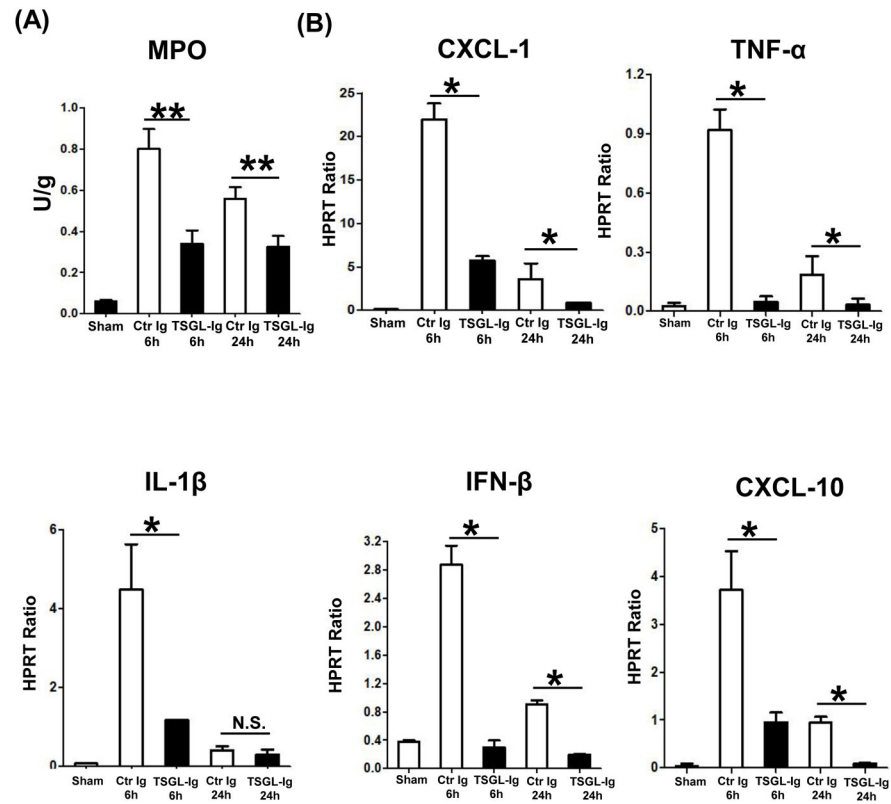 (A)
MPO
U/g
1.0
0.8
0.6
0.4
0.2
0.0
**
**
Sham Ctr Ig TSGL-Ig Ctr Ig TSGL-Ig
6h 6h 24h 24h
(B)
CXCL-1
HPRT Ratio
25
20
15
10
5
0
*
*
Sham Ctr Ig TSGL-Ig Ctr Ig TSGL-Ig
6h 6h 24h 24h
TNF-α
HPRT Ratio
1.2
0.9
0.6
0.3
0.0
*
*
Sham Ctr Ig TSGL-Ig Ctr Ig TSGL-Ig
6h 6h 24h 24h
IL-1β
HPRT Ratio
6
4
2
0
*
N.S.
Sham Ctr Ig TSGL-Ig Ctr Ig TSGL-Ig
6h 6h 24h 24h
IFN-β
HPRT Ratio
3.2
2.8
2.4
2.0
1.6
1.2
0.8
0.4
0.0
*
*
Sham Ctr Ig TSGL-Ig Ctr Ig TSGL-Ig
6h 6h 24h 24h
CXCL-10
HPRT Ratio
5
4
3
2
1
0
*
*
Sham Ctr Ig TSGL-Ig Ctr Ig TSGL-Ig
6h 6h 24h 24h